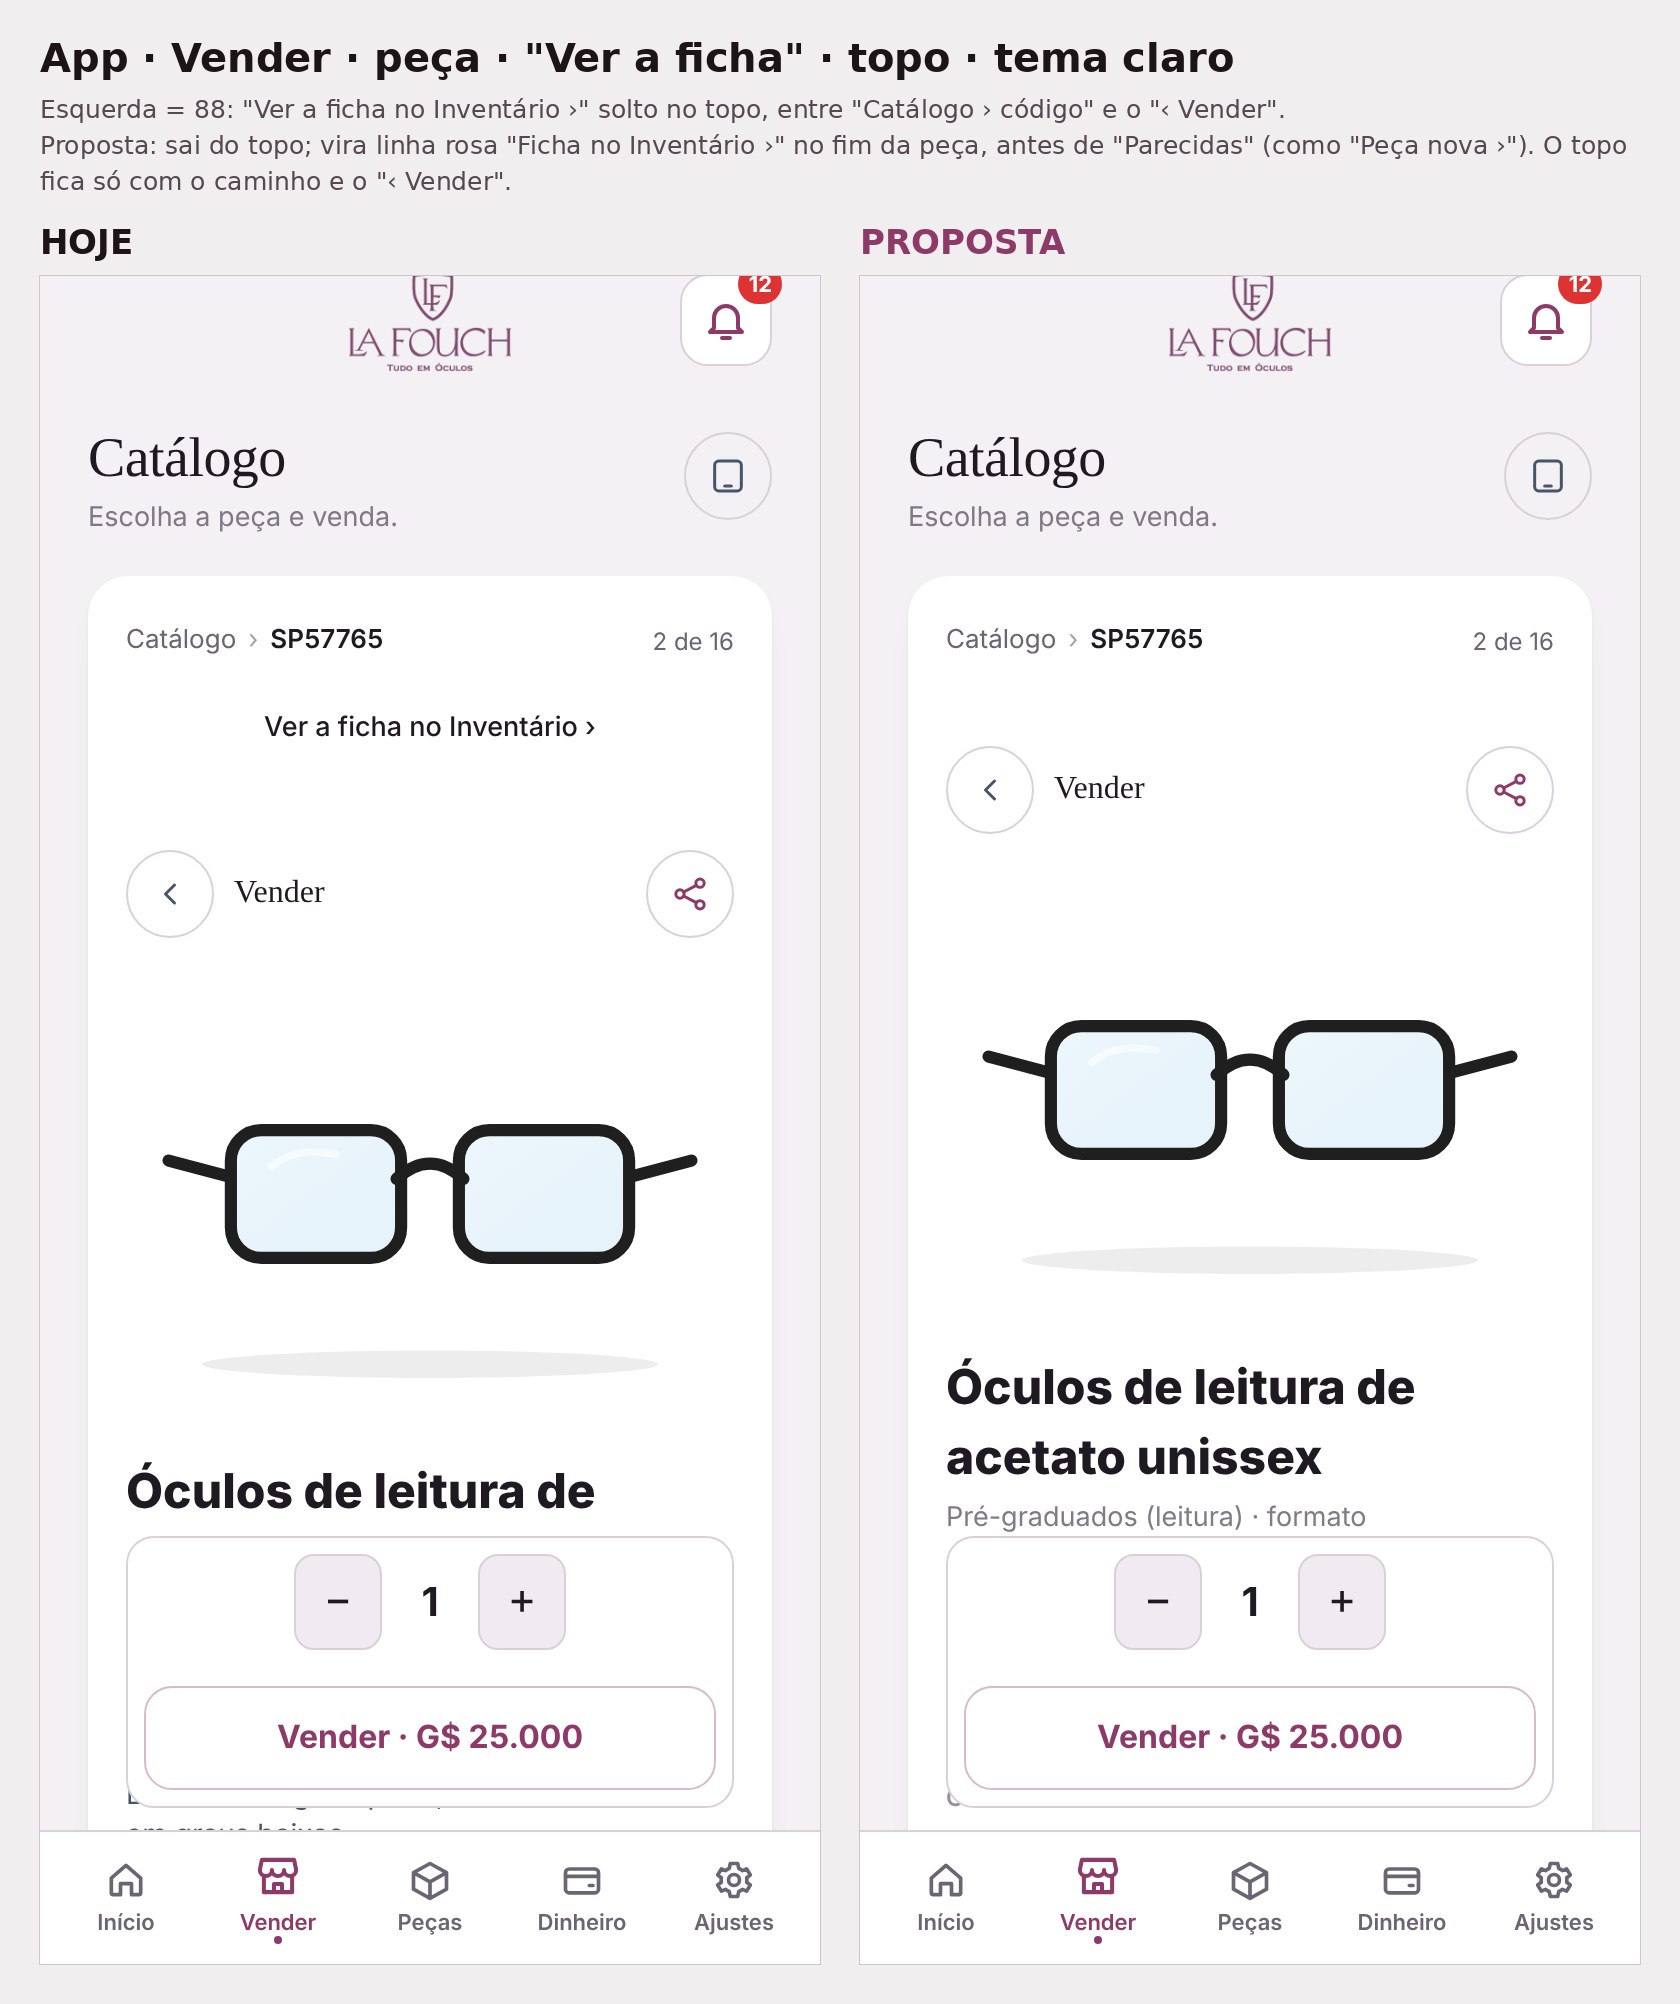 App · Vender · peça · "Ver a ficha" · topo · tema claro
Esquerda = 88: "Ver a ficha no Inventário ›" solto no topo, entre "Catálogo › código" e o "‹ Vender".
Proposta: sai do topo; vira linha rosa "Ficha no Inventário ›" no fim da peça, antes de "Parecidas" (como "Peça nova ›"). O topo
fica só com o caminho e o "‹ Vender".
HOJE
12
LF
LA FOUCH
TUDO EM ÓCULOS
Catálogo
Escolha a peça e venda.
Catálogo › SP57765
2 de 16
Ver a ficha no Inventário ›
Vender
Óculos de leitura de
− 1 +
Vender · G$ 25.000
Início
Vender
Peças
Dinheiro
Ajustes
PROPOSTA
12
LF
LA FOUCH
TUDO EM ÓCULOS
Catálogo
Escolha a peça e venda.
Catálogo › SP57765
2 de 16
Vender
Óculos de leitura de
acetato unissex
Pré-graduados (leitura) · formato
− 1 +
Vender · G$ 25.000
Início
Vender
Peças
Dinheiro
Ajustes